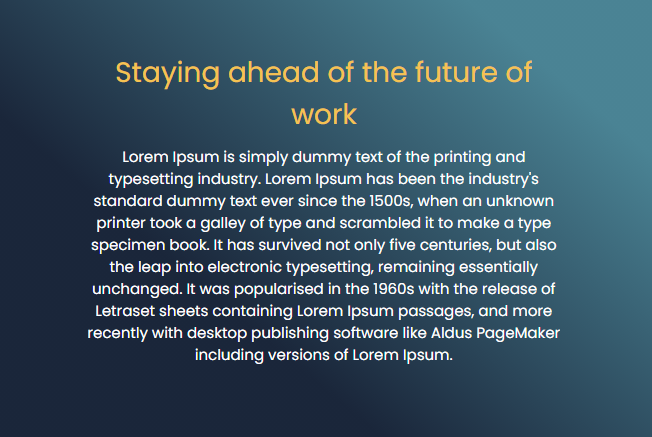 Staying ahead of the future of
work
Lorem Ipsum is simply dummy text of the printing and
typesetting industry. Lorem Ipsum has been the industry's
standard dummy text ever since the 1500s, when an unknown
printer took a galley of type and scrambled it to make a type
specimen book. It has survived not only five centuries, but also
the leap into electronic typesetting, remaining essentially
unchanged. It was popularised in the 1960s with the release of
Letraset sheets containing Lorem Ipsum passages, and more
recently with desktop publishing software like Aldus PageMaker
including versions of Lorem Ipsum.